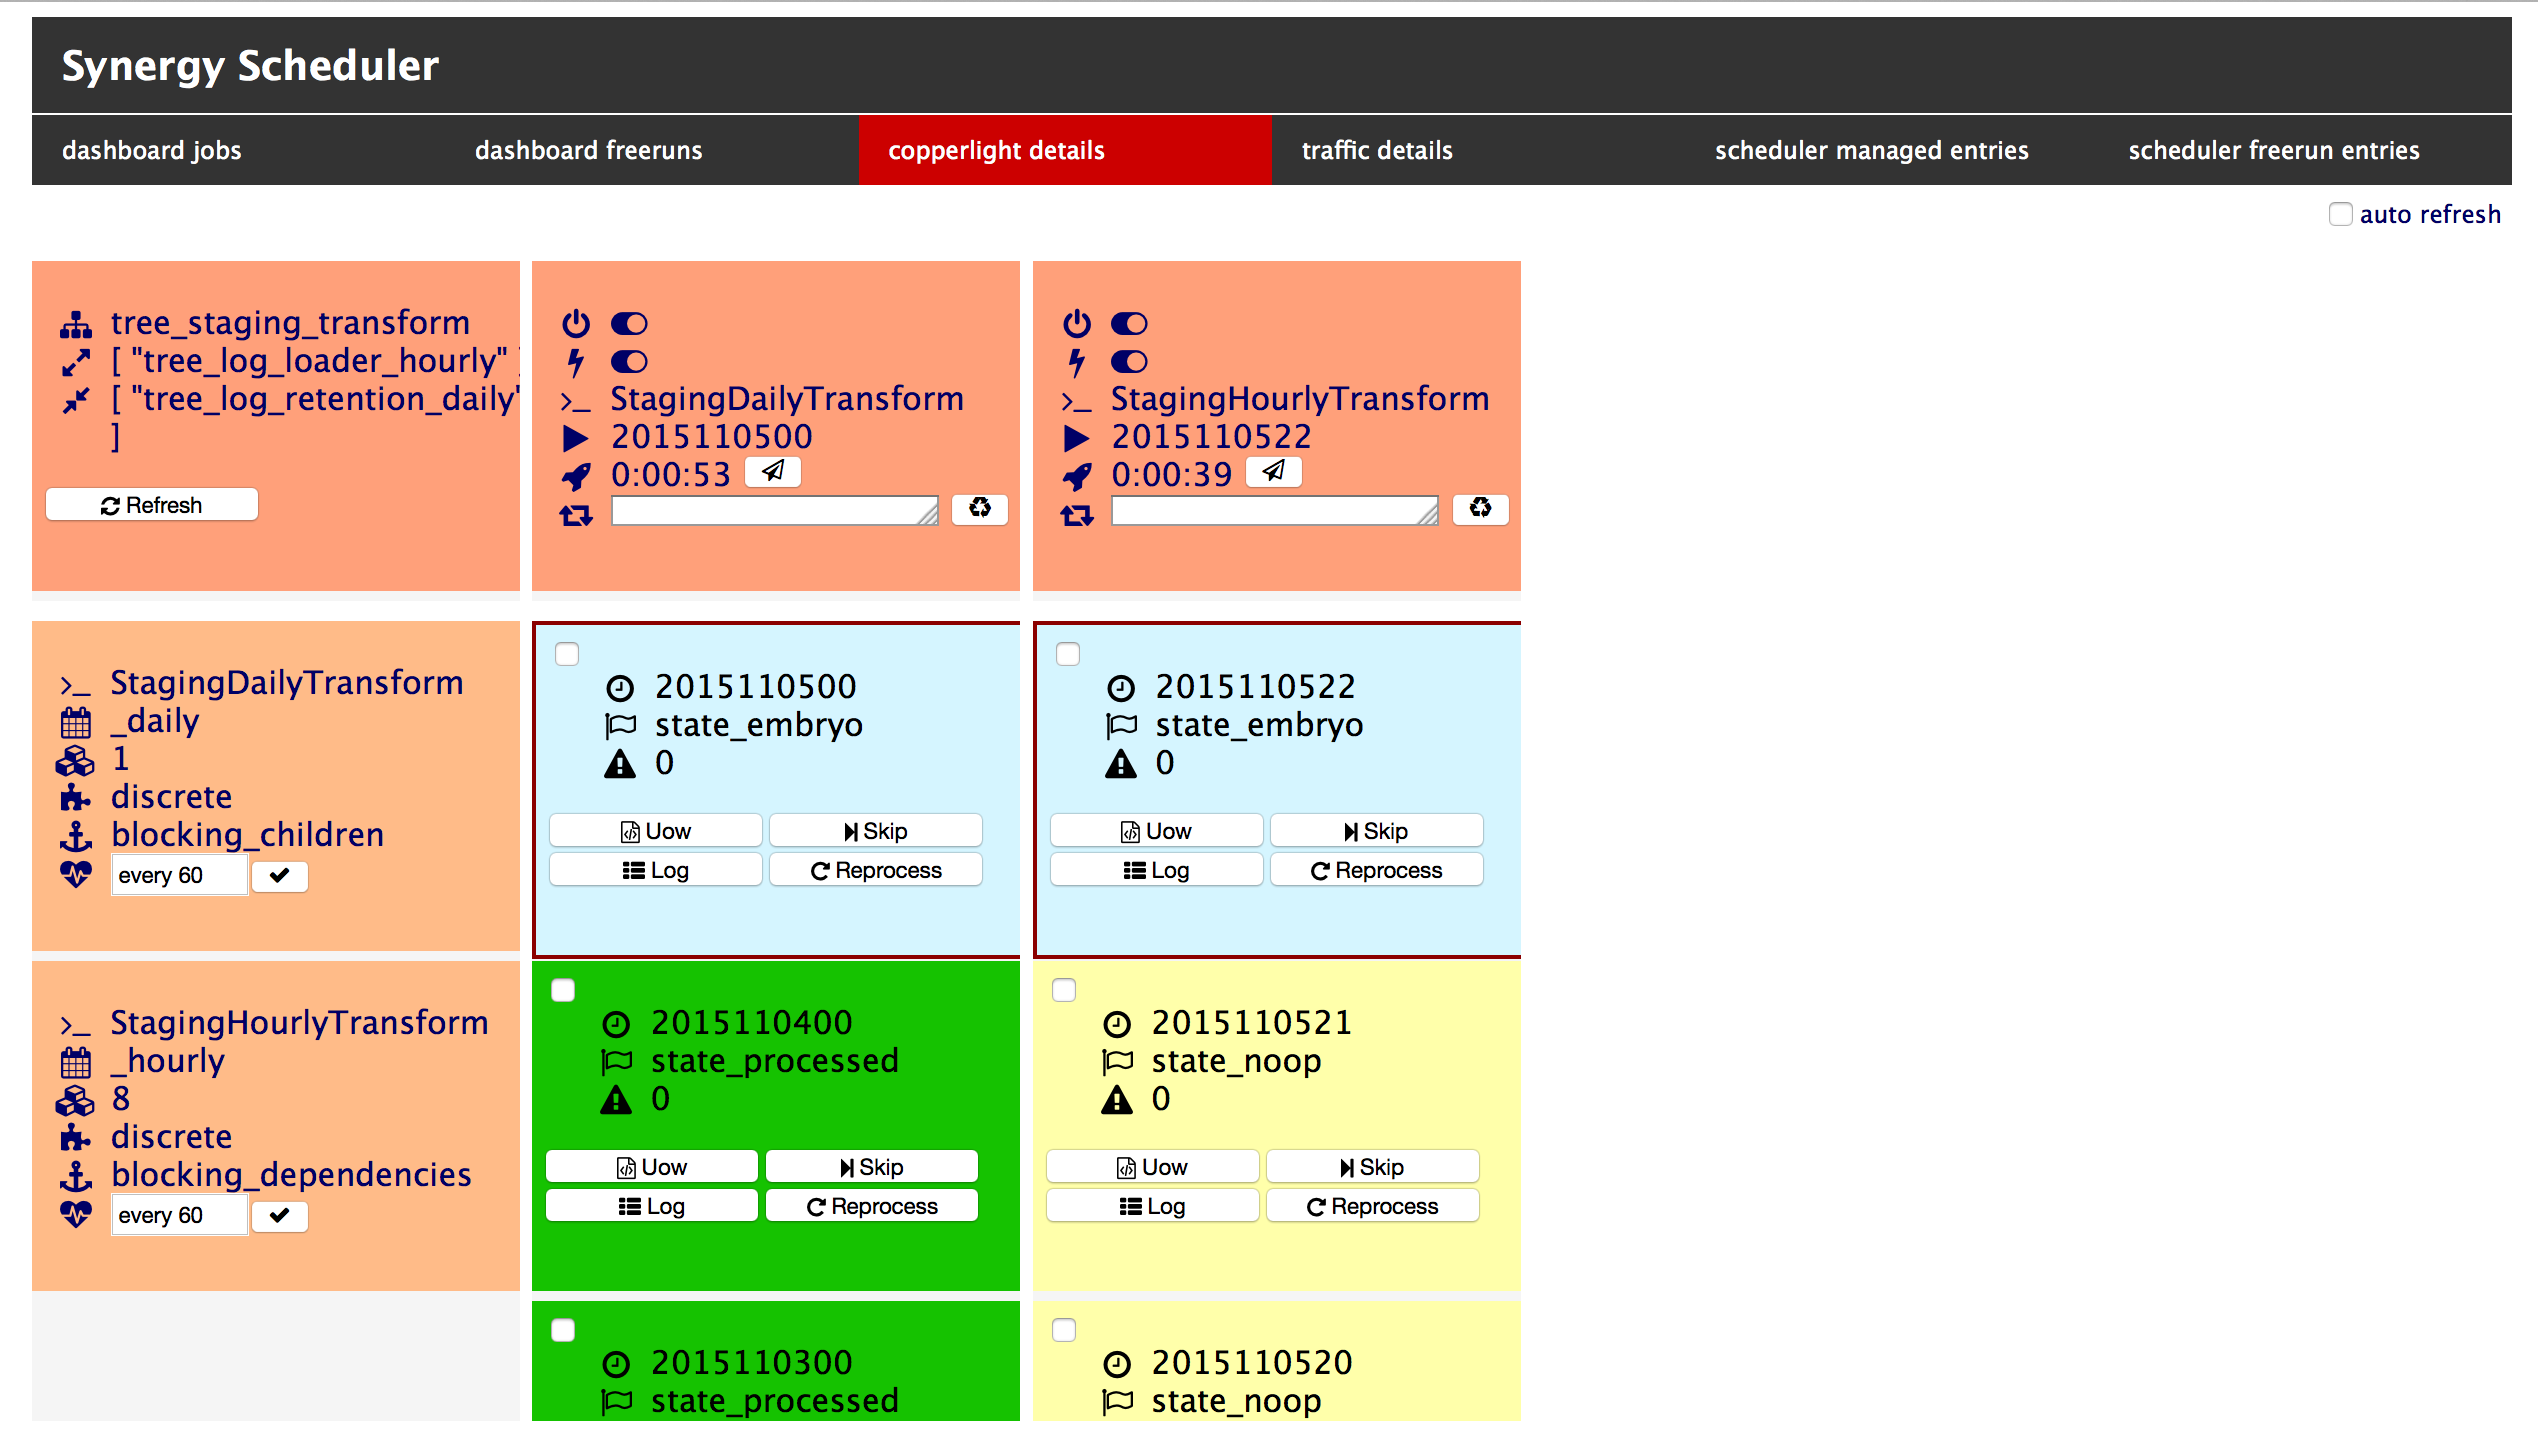 Synergy Scheduler
dashboard jobs
dashboard freeruns
copperlight details
traffic details
scheduler managed entries
scheduler freerun entries
auto refresh
tree_staging_transform
[ "tree_log_loader_hourly" ]
[ "tree_log_retention_daily"
]
Refresh
StagingDailyTransform
2015110500
0:00:53
StagingHourlyTransform
2015110522
0:00:39
StagingDailyTransform
_daily
1
discrete
blocking_children
every 60
2015110500
state_embryo
0
Uow
Skip
Log
Reprocess
2015110522
state_embryo
0
Uow
Skip
Log
Reprocess
StagingHourlyTransform
_hourly
8
discrete
blocking_dependencies
every 60
2015110400
state_processed
0
Uow
Skip
Log
Reprocess
2015110521
state_noop
0
Uow
Skip
Log
Reprocess
2015110300
state_processed
2015110520
state_noop